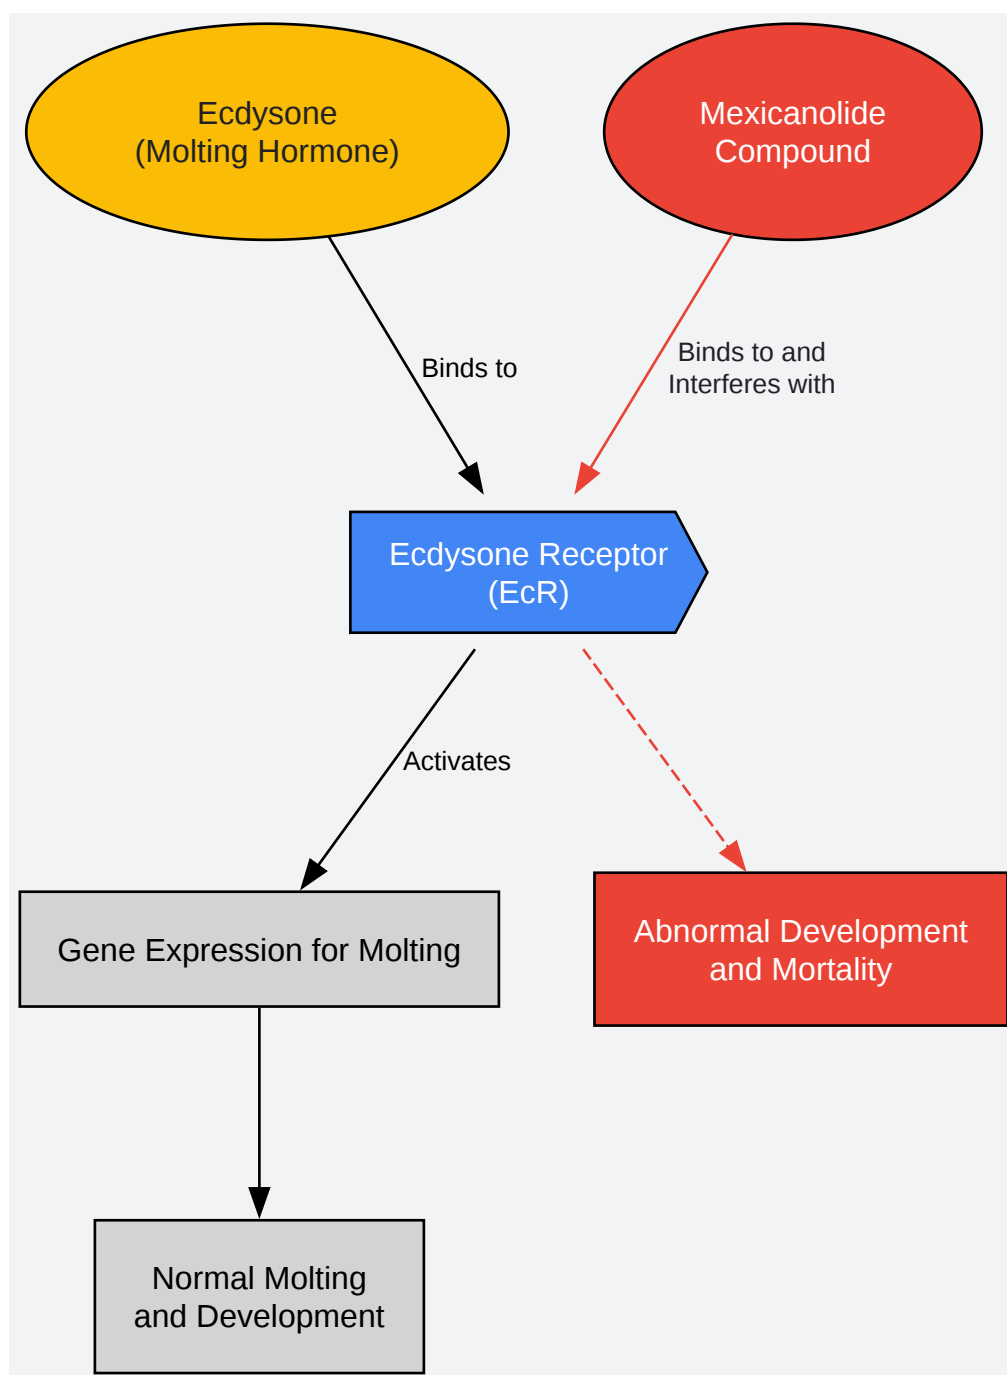 Ecdysone
(Molting Hormone)
Mexicanolide
Compound
Binds to
Binds to and
Interferes with
Ecdysone Receptor
(EcR)
Activates
Gene Expression for Molting
Abnormal Development
and Mortality
Normal Molting
and Development